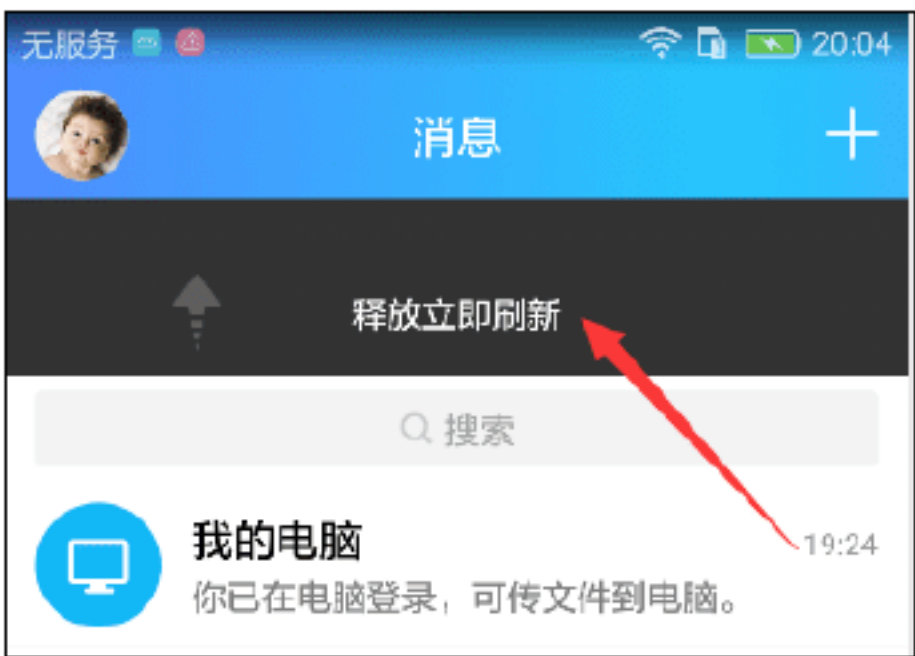 无服务 20:04
消息
释放立即刷新
搜索
我的电脑 19:24
你已在电脑登录，可传文件到电脑。